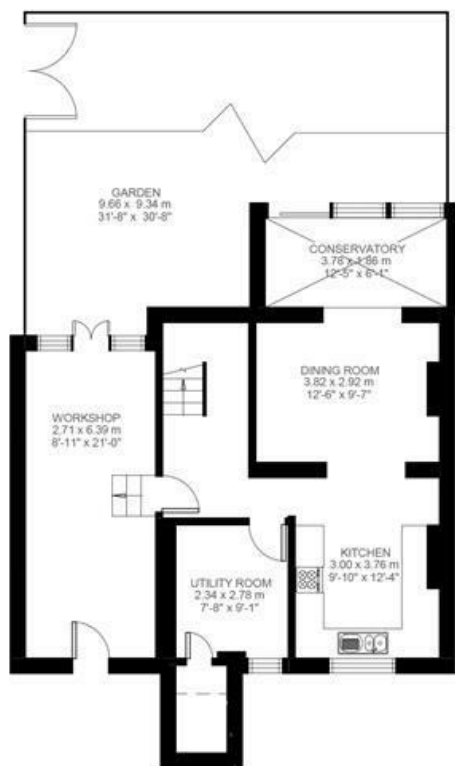 GARDEN
9.66 x 9.34 m
31'-8" x 30'-8"
CONSERVATORY
3.78 x 1.86 m
12'-5" x 6'-1"
DINING ROOM
3.82 x 2.92 m
12'-6" x 9'-7"
WORKSHOP
2.71 x 6.39 m
8'-11" x 21'-0"
KITCHEN
3.00 x 3.76 m
9'-10" x 12'-4"
UTILITY ROOM
2.34 x 2.78 m
7'-8" x 9'-1"